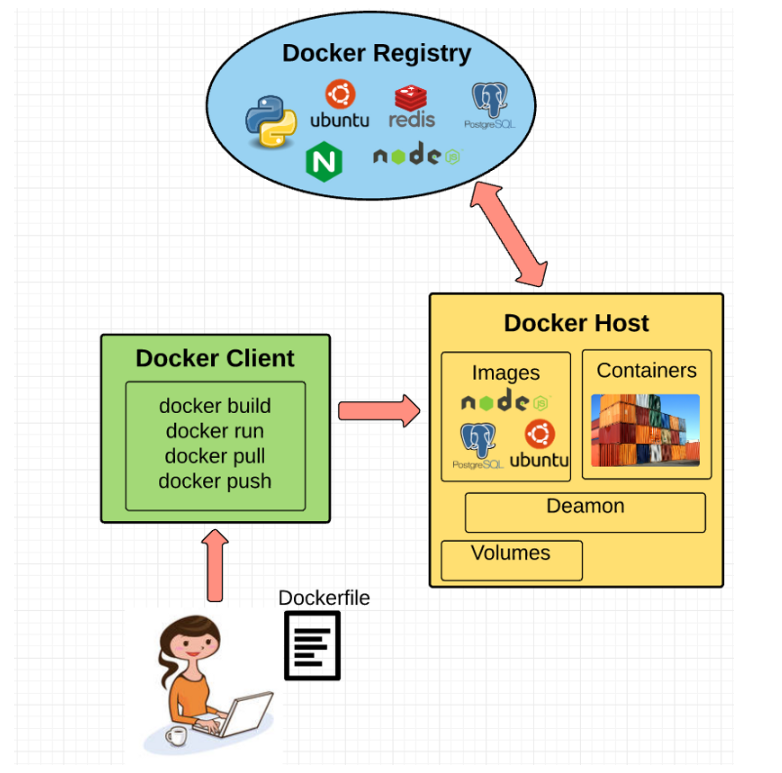 Docker Registry
ubuntu
redis
PostgreSQL
N
node
JS
Docker Host
Docker Client
Images
Containers
docker build
docker run
docker pull
docker push
node
JS
PostgreSQL
ubuntu
Deamon
Volumes
Dockerfile